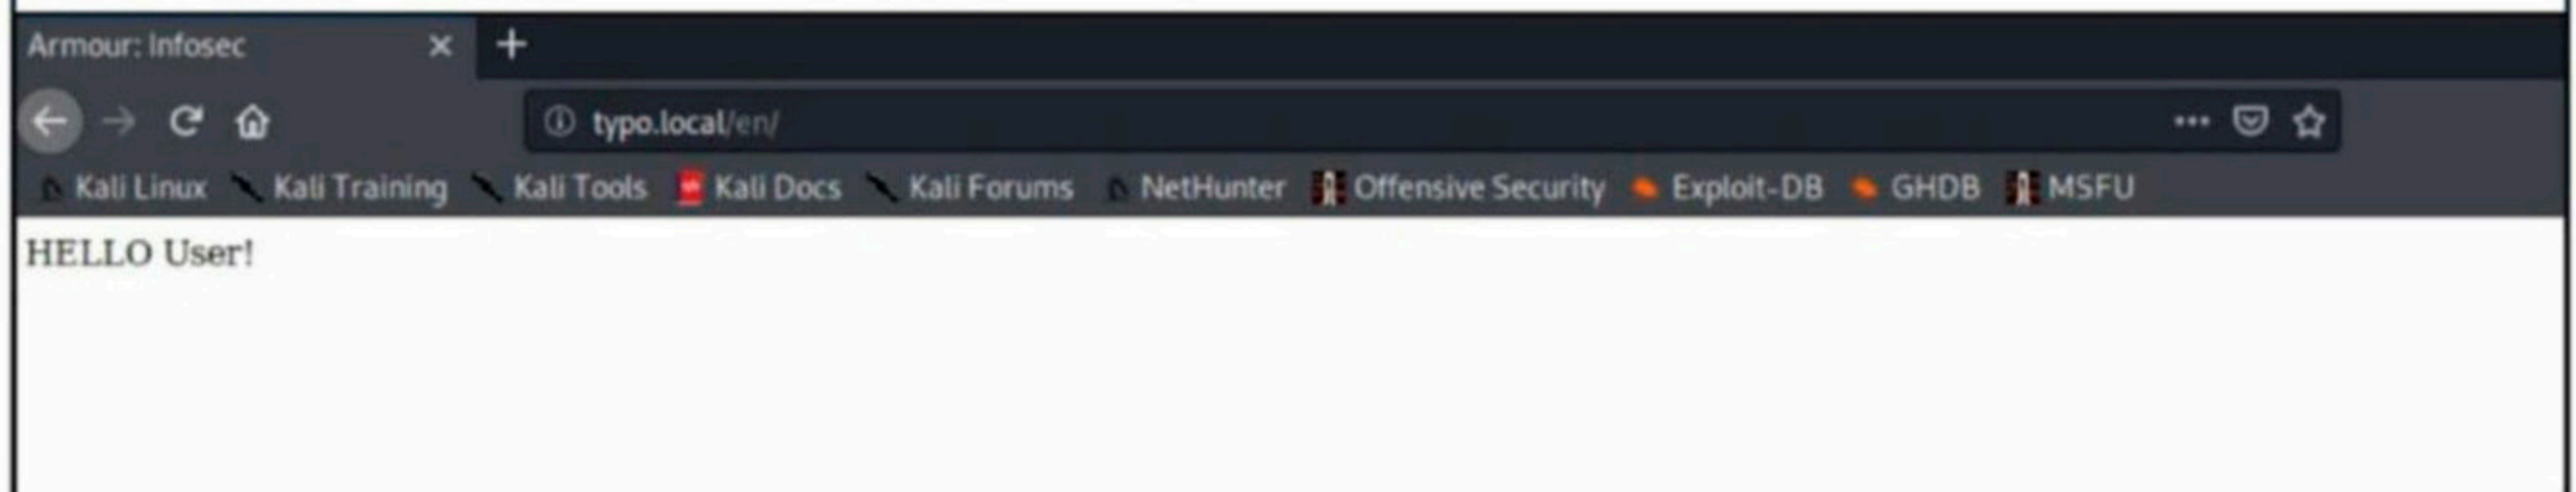 Armour: Infosec
typo.local/en/
Kali Linux Kali Training Kali Tools Kali Docs Kali Forums NetHunter Offensive Security Exploit-DB GHDB MSFU
HELLO User!